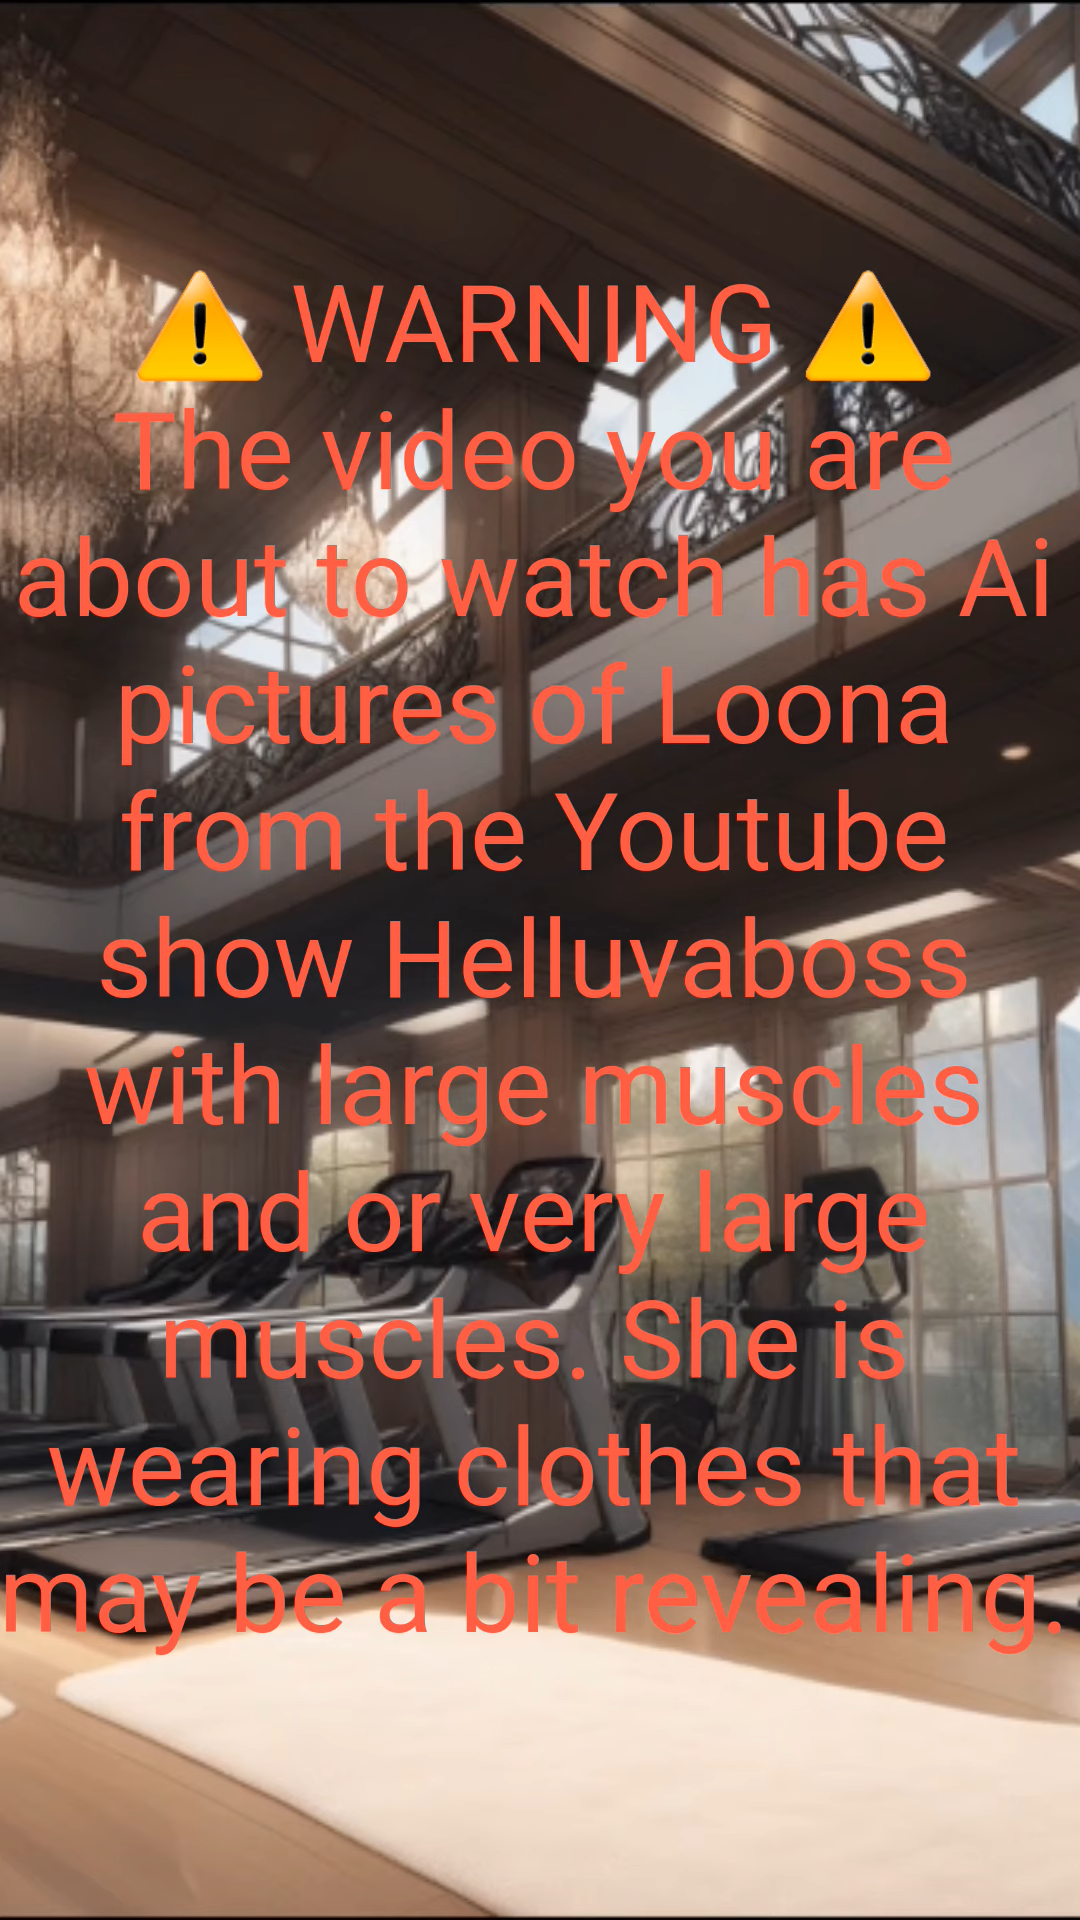 ⚠️ WARNING ⚠️
The video you are
about to watch has Ai
pictures of Loona
from the Youtube
show Helluvaboss
with large muscles
and or very large
muscles. She is
wearing clothes that
may be a bit revealing.